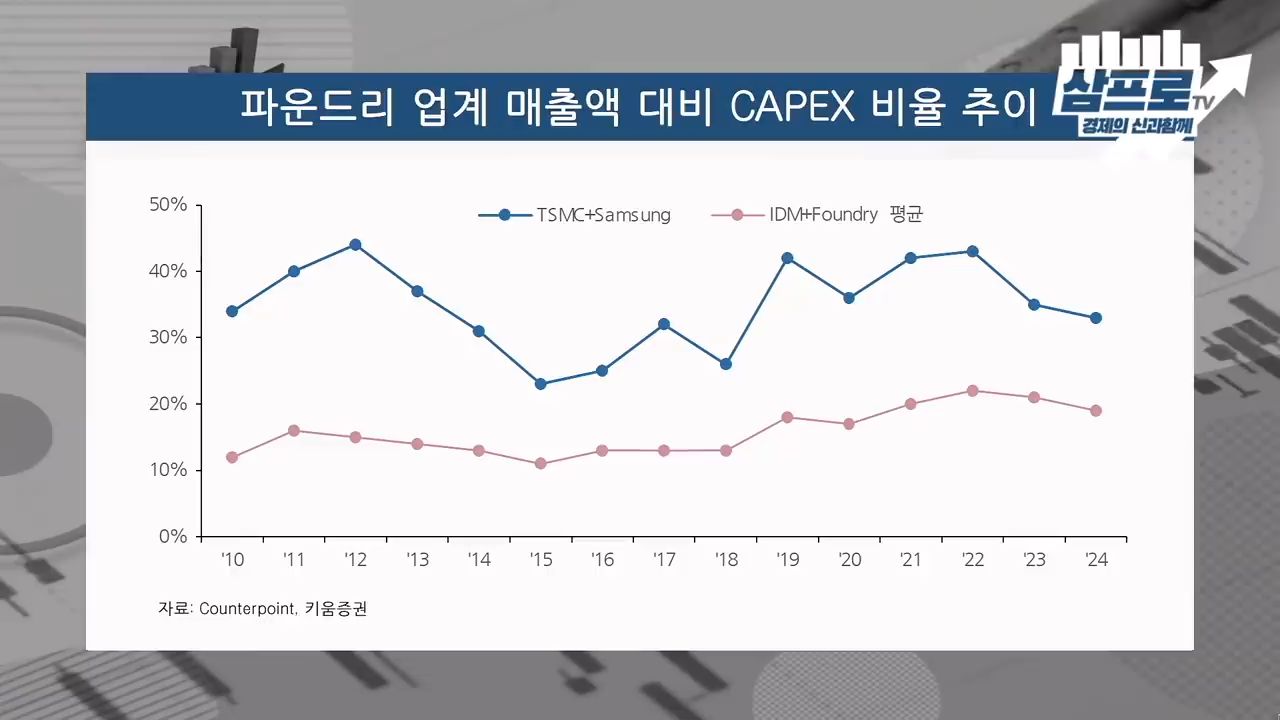 파운드리 업계 매출액 대비 CAPEX 비율 추이
삼프로TV
경제의 신과함께
TSMC+Samsung
IDM+Foundry 평균
50%
40%
30%
20%
10%
0%
'10 '11 '12 '13 '14 '15 '16 '17 '18 '19 '20 '21 '22 '23 '24
자료: Counterpoint, 키움증권